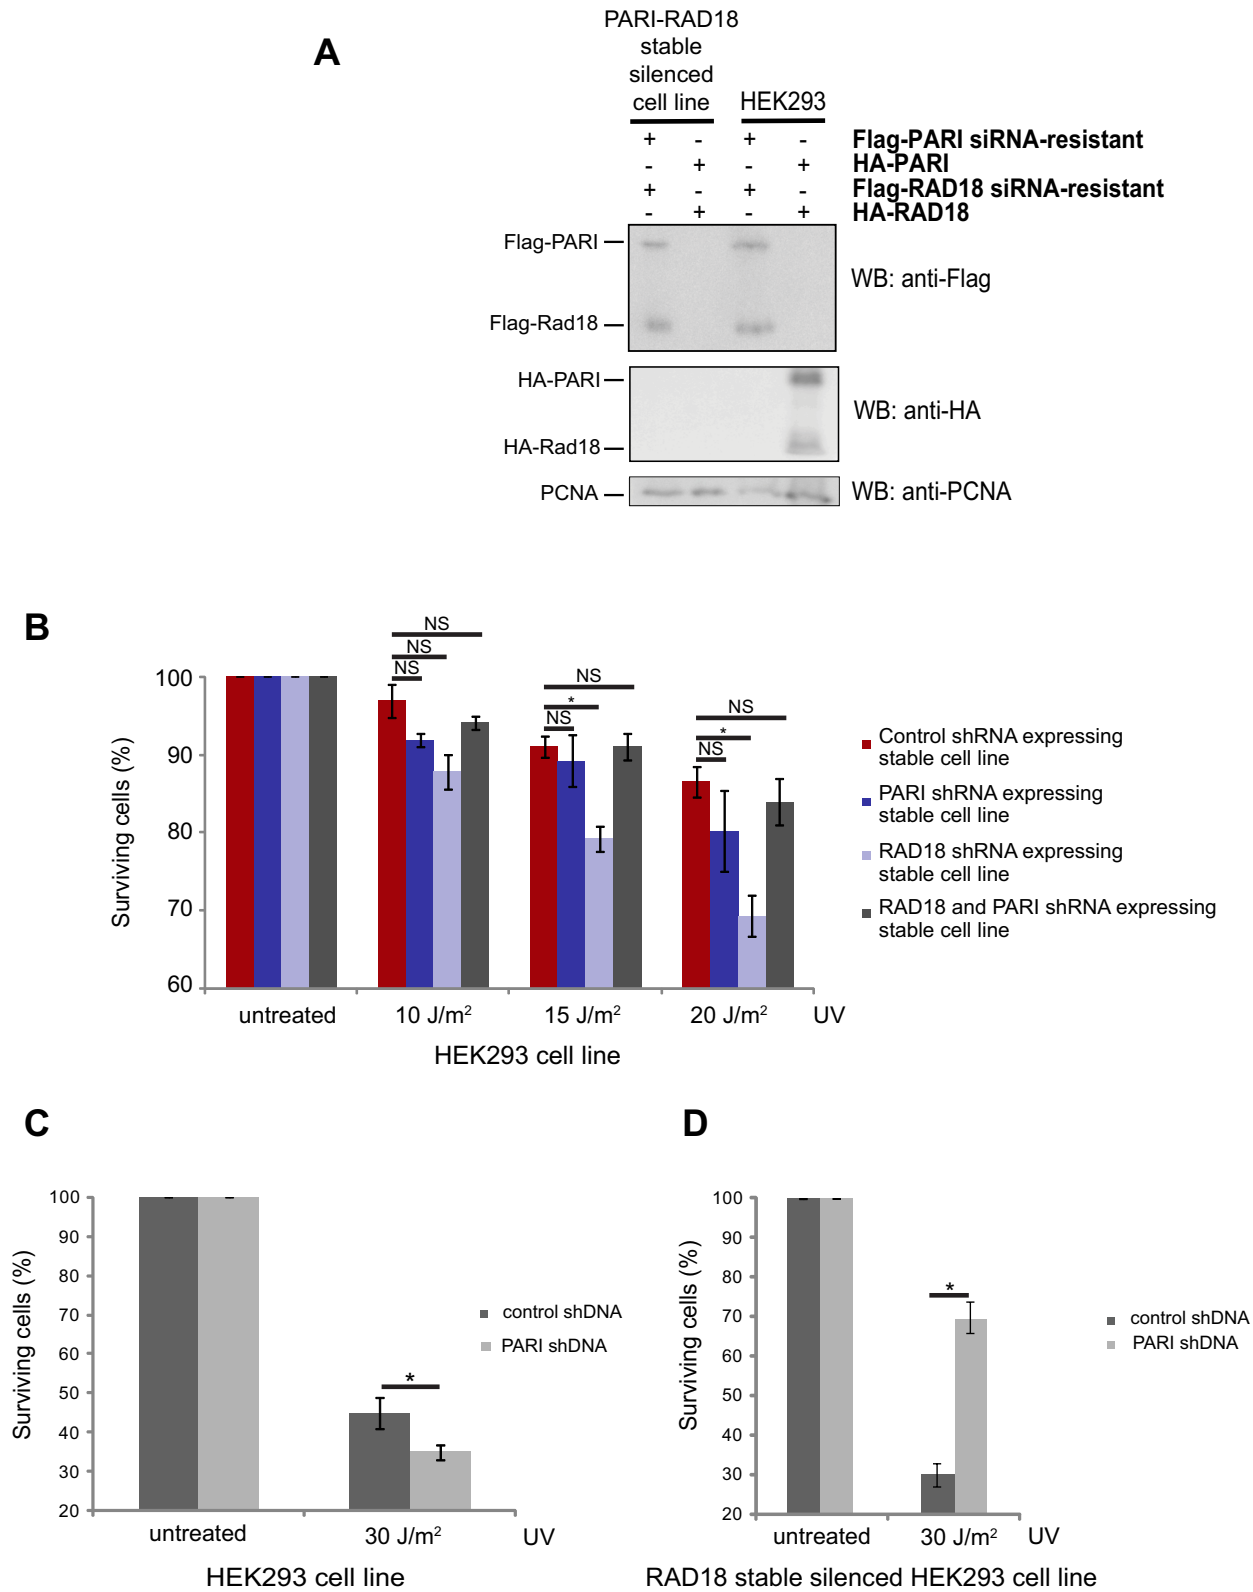 A
PARI-RAD18
stable
silenced
cell line
HEK293
+ - + - Flag-PARI siRNA-resistant
- + - + HA-PARI
+ - + - Flag-RAD18 siRNA-resistant
- + - + HA-RAD18
Flag-PARI
WB: anti-Flag
Flag-Rad18
HA-PARI
WB: anti-HA
HA-Rad18
PCNA
WB: anti-PCNA
B
Surviving cells (%)
100
90
80
70
60
NS
NS
NS
NS
*
NS
NS
*
NS
untreated
10 J/m²
15 J/m²
20 J/m²
UV
HEK293 cell line
Control shRNA expressing
stable cell line
PARI shRNA expressing
stable cell line
RAD18 shRNA expressing
stable cell line
RAD18 and PARI shRNA expressing
stable cell line
C
Surviving cells (%)
100
90
80
70
60
50
40
30
20
*
control shDNA
PARI shDNA
untreated
30 J/m²
UV
HEK293 cell line
D
Surviving cells (%)
100
90
80
70
60
50
40
30
20
*
control shDNA
PARI shDNA
untreated
30 J/m²
UV
RAD18 stable silenced HEK293 cell line